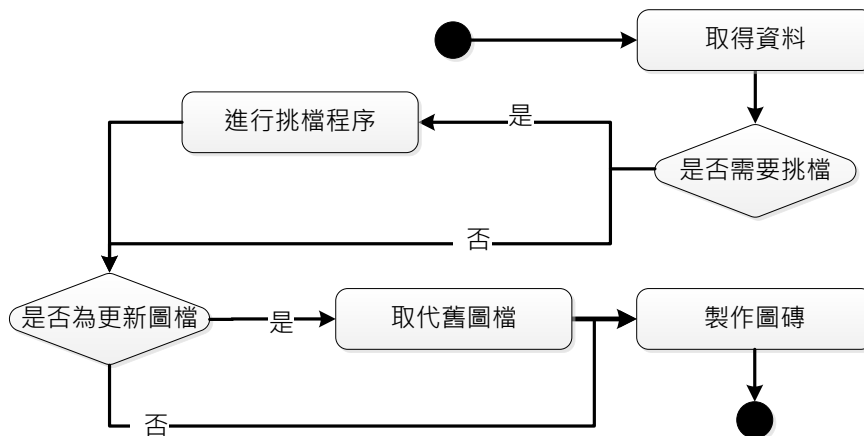 取得資料
進行挑檔程序
是
是否需要挑檔
否
是否為更新圖檔
是
取代舊圖檔
製作圖磚
否